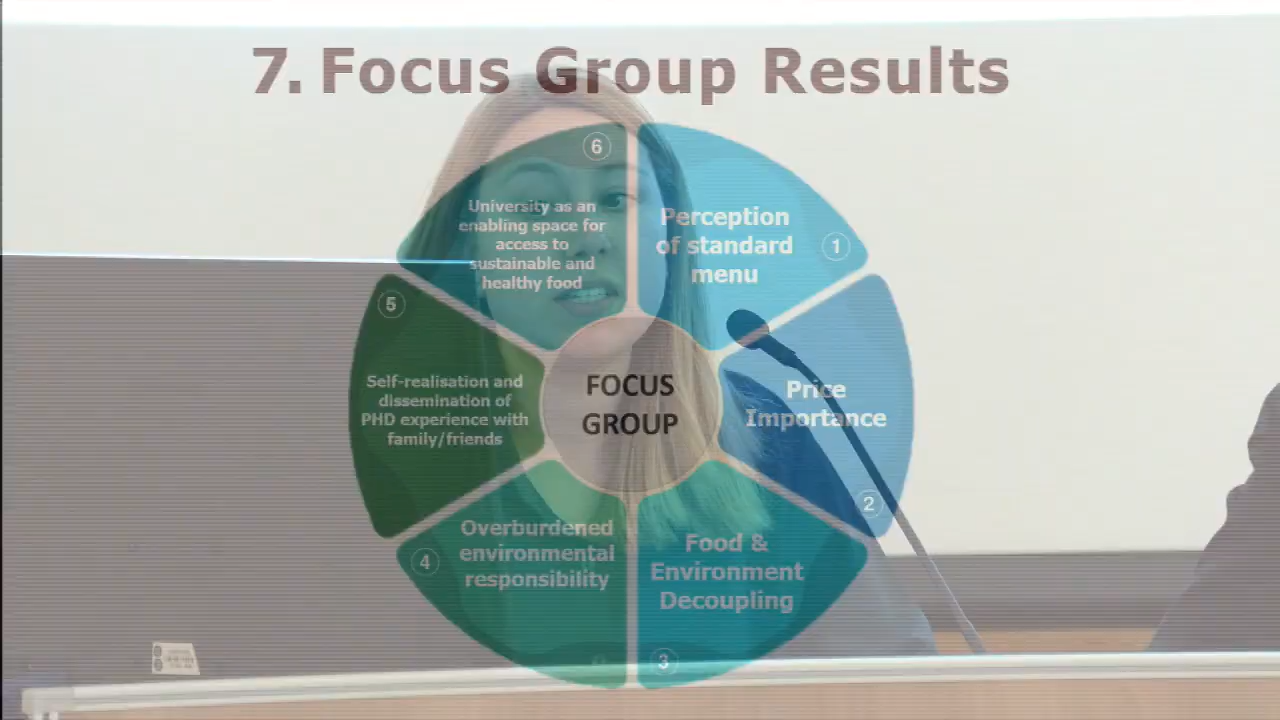 7. Focus Group Results
6
University as an
enabling space for
access to
sustainable and
healthy food
Perception
of standard
menu
1
5
Self-realisation and
dissemination of
PHD experience with
family/friends
FOCUS
GROUP
Price
Importance
2
Overburdened
environmental
responsibility
4
Food &
Environment
Decoupling
3